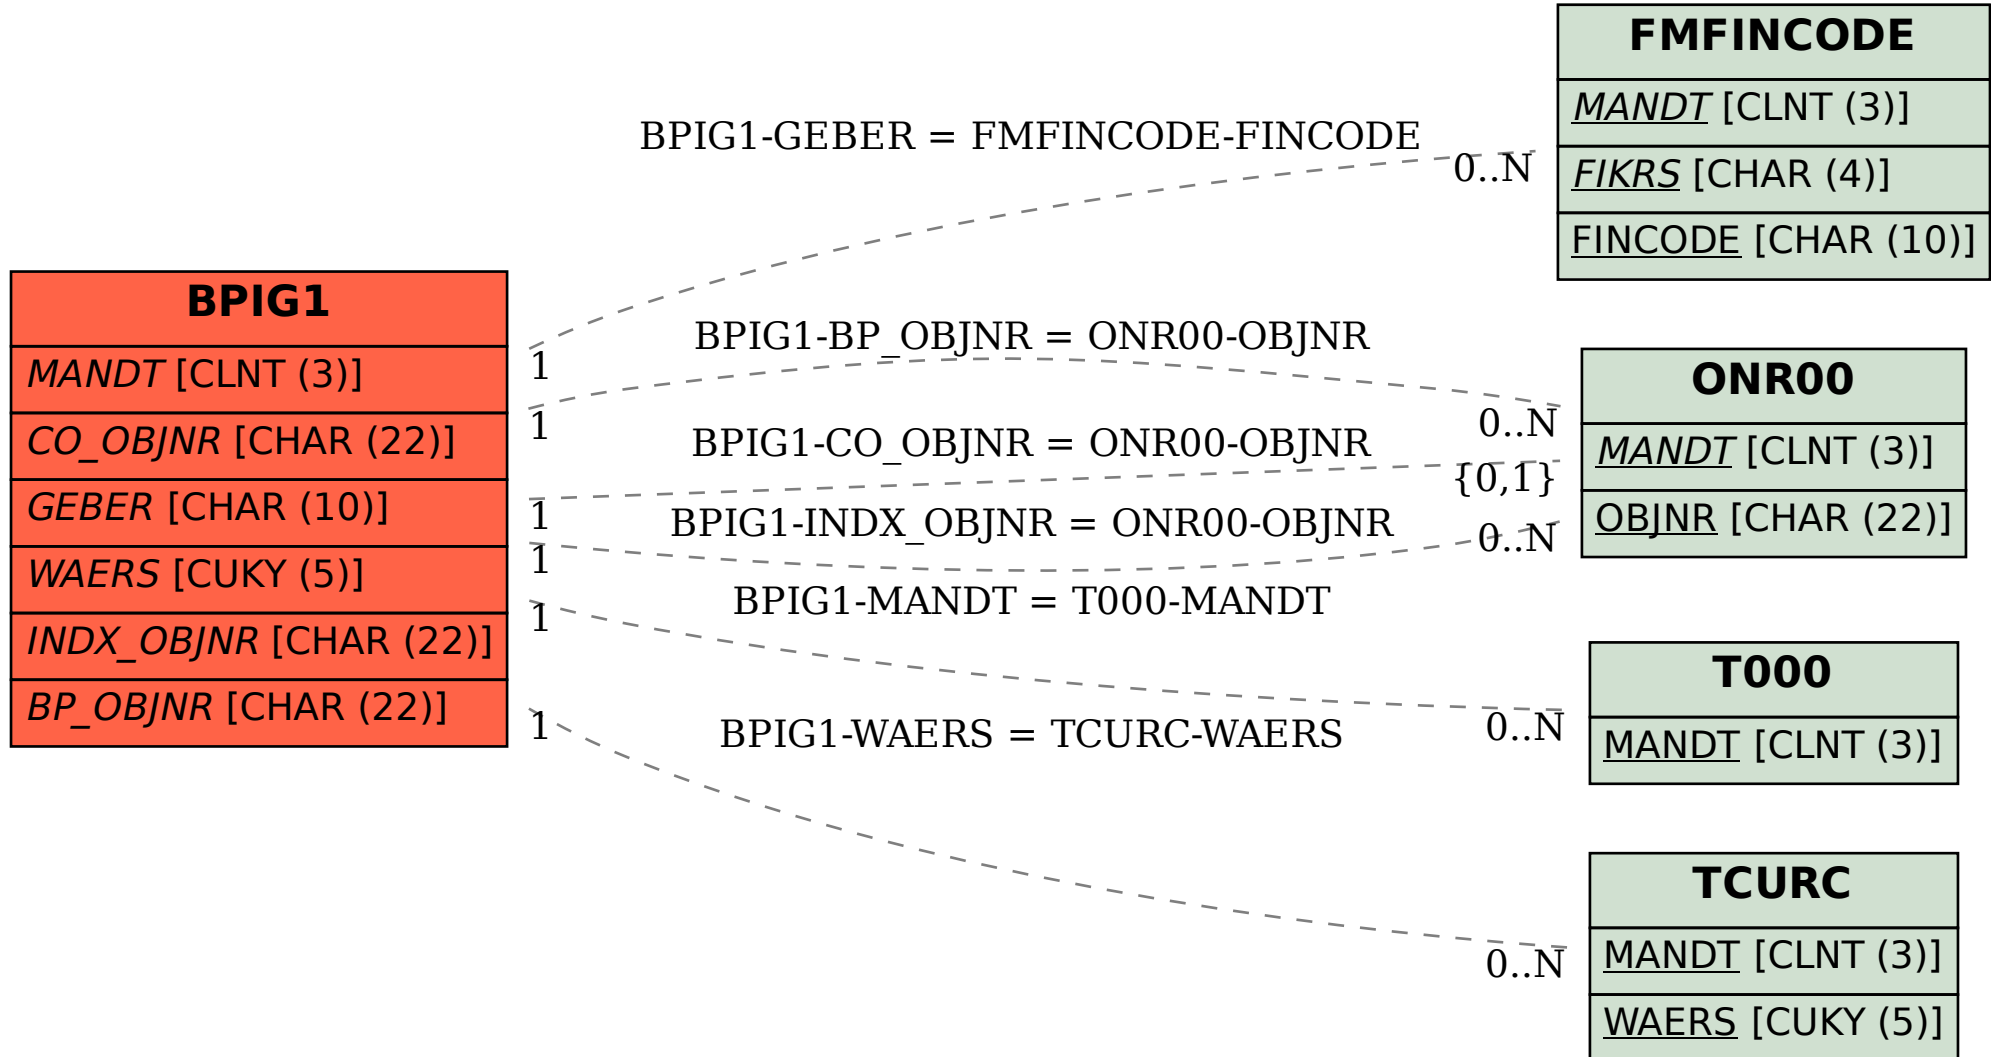 BPIG1
MANDT [CLNT (3)]
CO_OBJNR [CHAR (22)]
GEBER [CHAR (10)]
WAERS [CUKY (5)]
INDX_OBJNR [CHAR (22)]
BP_OBJNR [CHAR (22)]
BPIG1-GEBER = FMFINCODE-FINCODE
0..N
1
BPIG1-BP_OBJNR = ONR00-OBJNR
1
0..N
BPIG1-CO_OBJNR = ONR00-OBJNR
{0,1}
1
BPIG1-INDX_OBJNR = ONR00-OBJNR
0..N
1
BPIG1-MANDT = T000-MANDT
1
0..N
BPIG1-WAERS = TCURC-WAERS
1
0..N
FMFINCODE
MANDT [CLNT (3)]
FIKRS [CHAR (4)]
FINCODE [CHAR (10)]
ONR00
MANDT [CLNT (3)]
OBJNR [CHAR (22)]
T000
MANDT [CLNT (3)]
TCURC
MANDT [CLNT (3)]
WAERS [CUKY (5)]